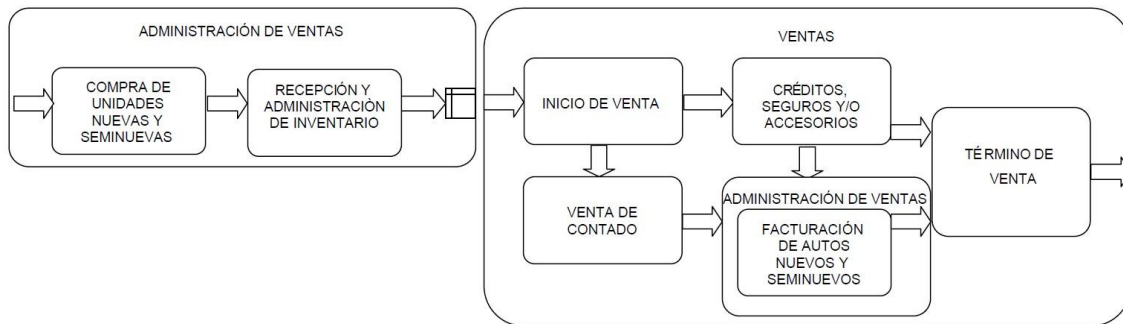 ADMINISTRACIÓN DE VENTAS
COMPRA DE
UNIDADES
NUEVAS Y
SEMINUEVAS
RECEPCIÓN Y
ADMINISTRACIÒN
DE INVENTARIO
VENTAS
INICIO DE VENTA
CRÉDITOS,
SEGUROS Y/O
ACCESORIOS
TÉRMINO DE
VENTA
VENTA DE
CONTADO
ADMINISTRACIÓN DE VENTAS
FACTURACIÓN
DE AUTOS
NUEVOS Y
SEMINUEVOS